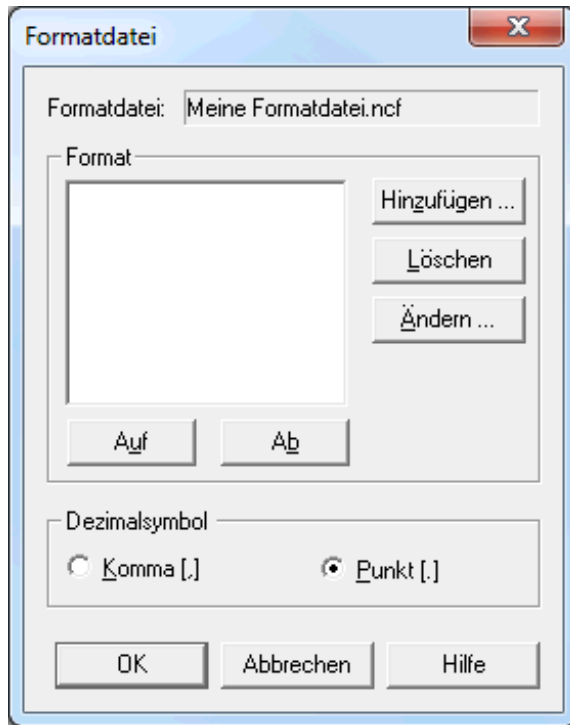 Formatdatei
Formatdatei: Meine Formatdatei.ncf
Format
Hinzufügen ...
Löschen
Ändern ...
Auf Ab
Dezimalsymbol
Komma [,] Punkt [.]
OK Abbrechen Hilfe